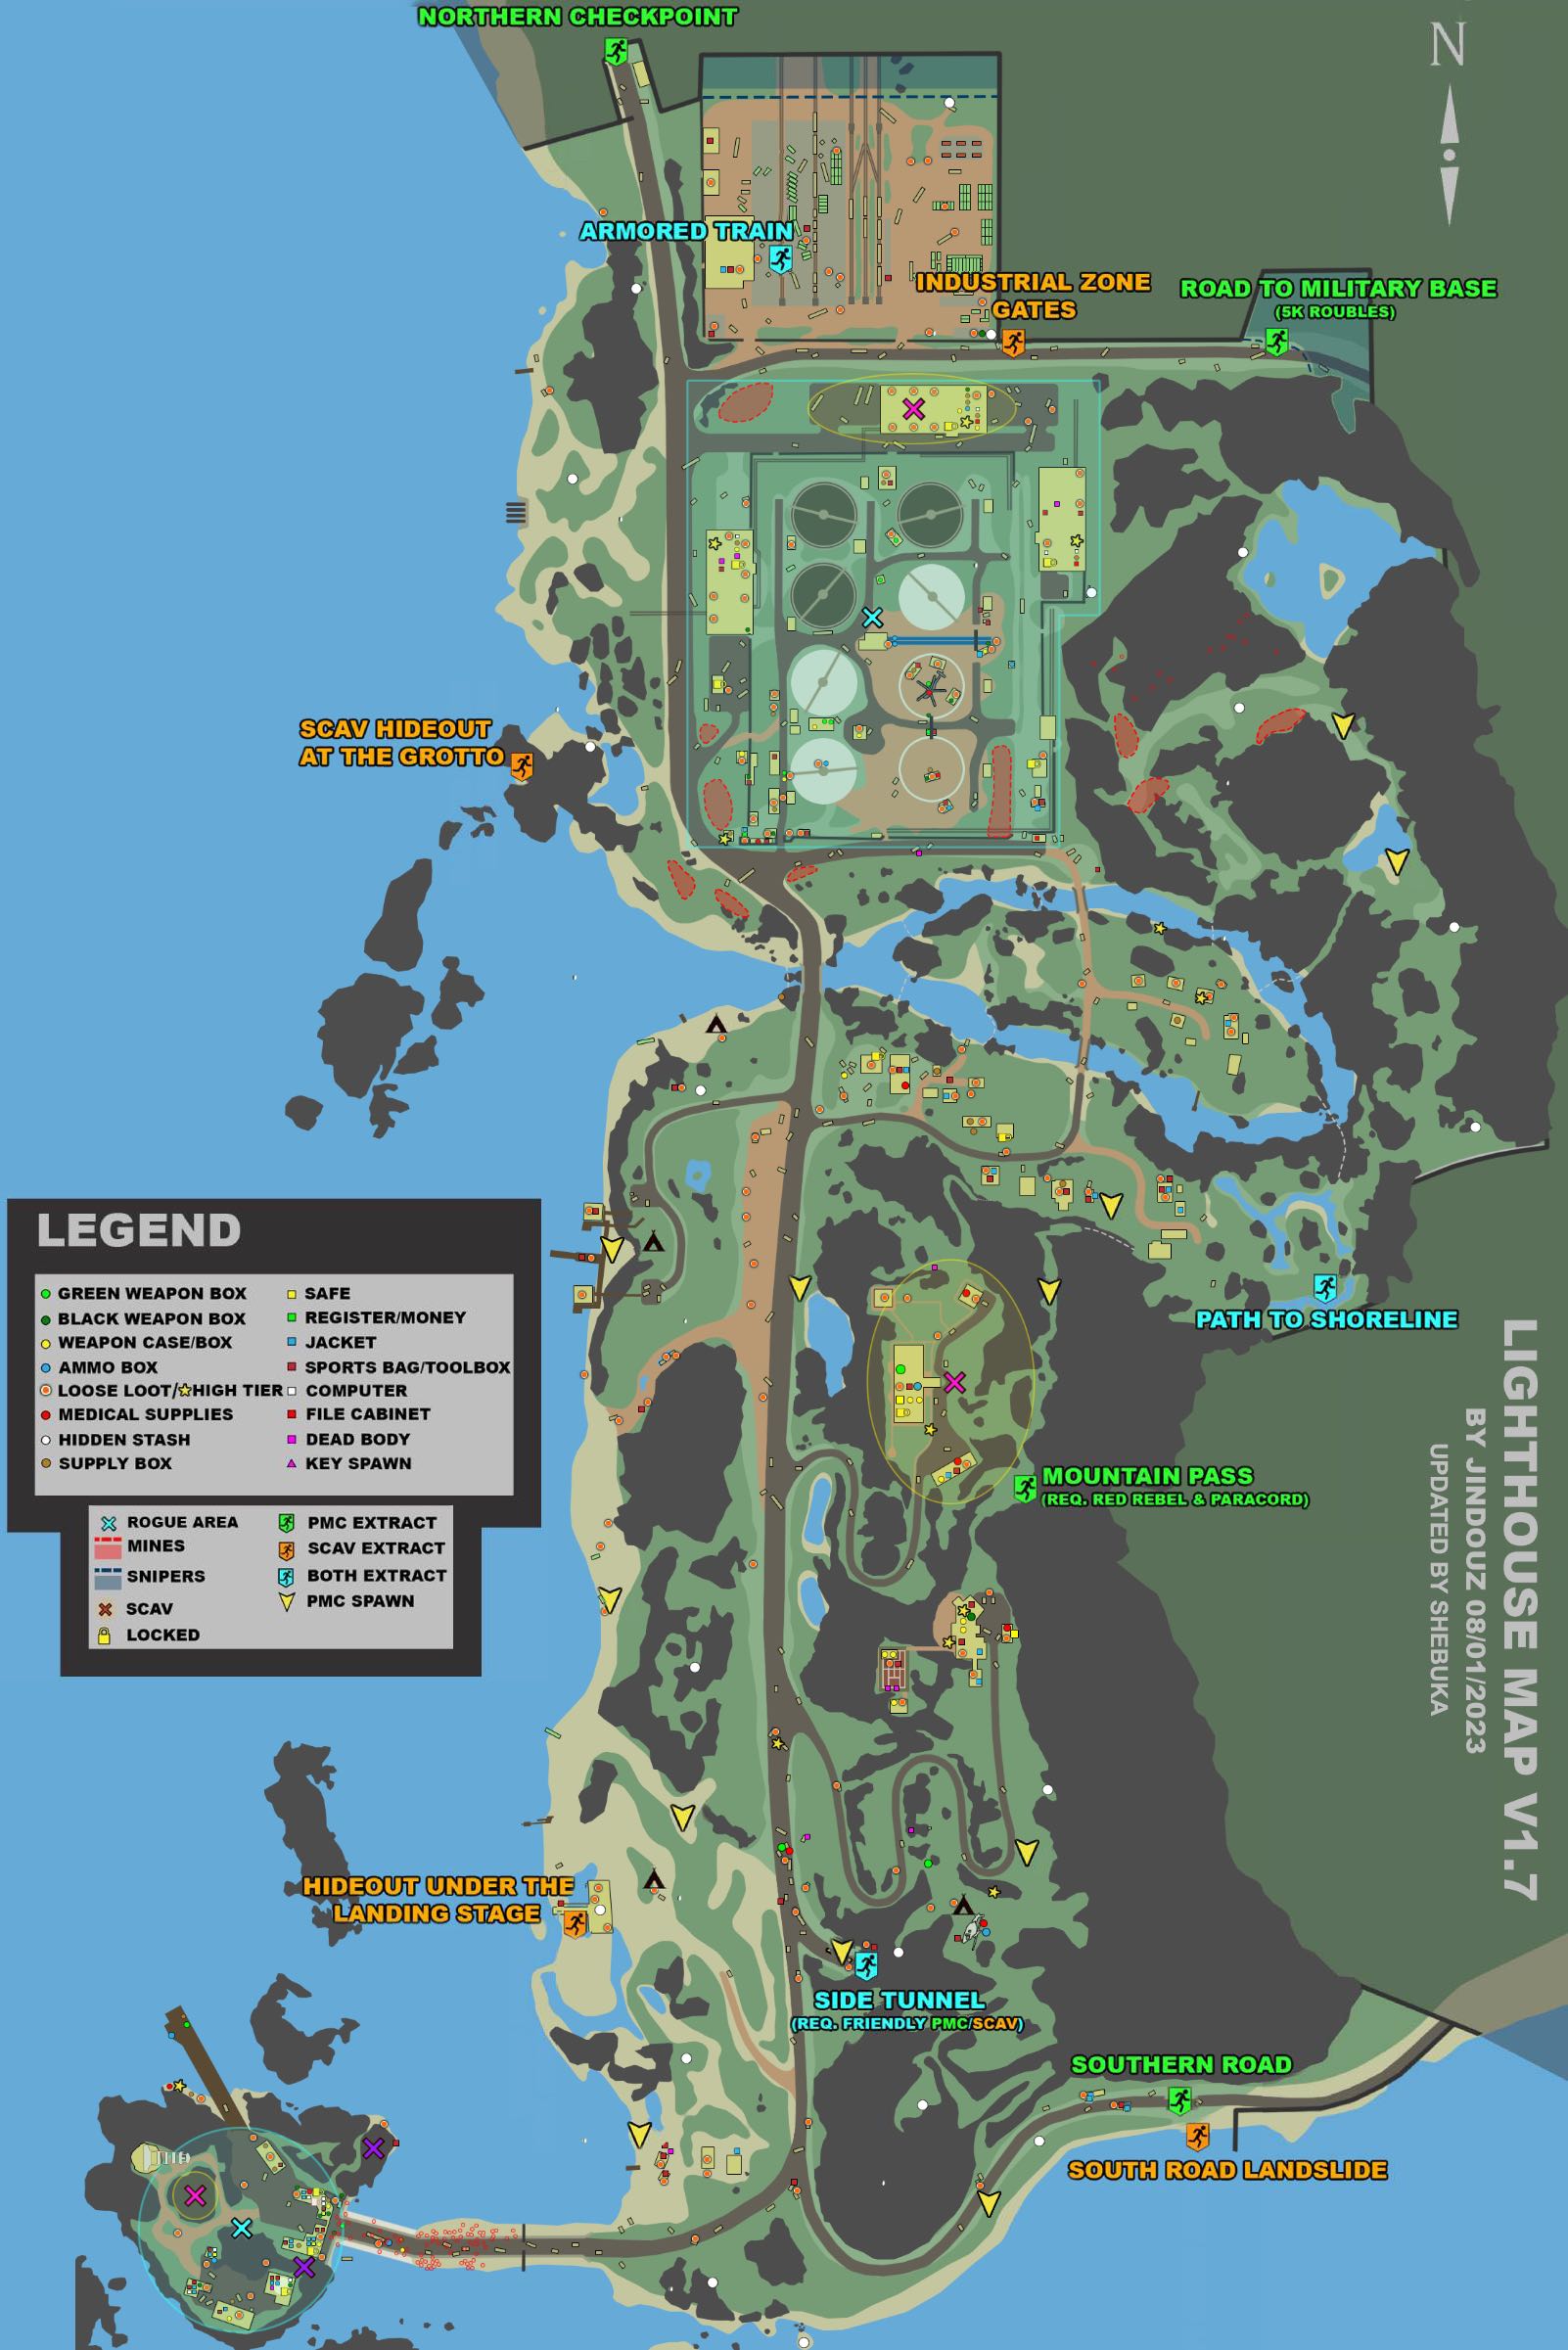 NORTHERN CHECKPOINT
N
ARMORED TRAIN
INDUSTRIAL ZONE
GATES
ROAD TO MILITARY BASE
(5K ROUBLES)
SCAV HIDEOUT
AT THE GROTTO
LEGEND
GREEN WEAPON BOX
BLACK WEAPON BOX
WEAPON CASE/BOX
AMMO BOX
LOOSE LOOT/HIGH TIER
MEDICAL SUPPLIES
HIDDEN STASH
SUPPLY BOX
SAFE
REGISTER/MONEY
JACKET
SPORTS BAG/TOOLBOX
COMPUTER
FILE CABINET
DEAD BODY
KEY SPAWN
ROGUE AREA
MINES
SNIPERS
SCAV
LOCKED
PMC EXTRACT
SCAV EXTRACT
BOTH EXTRACT
PMC SPAWN
PATH TO SHORELINE
LIGHTHOUSE MAP V1.7
BY JINDOUZ 08/01/2023
UPDATED BY SHEBUKA
MOUNTAIN PASS
(REQ. RED REBEL & PARACORD)
HIDEOUT UNDER THE
LANDING STAGE
SIDE TUNNEL
(REQ. FRIENDLY PMC/SCAV)
SOUTHERN ROAD
SOUTH ROAD LANDSLIDE